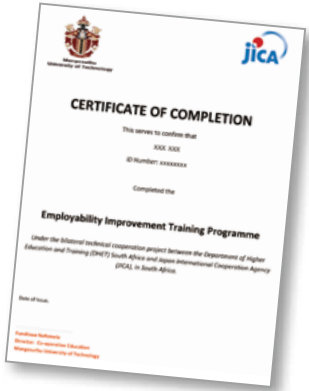 Mangosuthu
University of Technology
jICA
CERTIFICATE OF COMPLETION
This serves to confirm that
XXX XXX
ID Number: xxxxxxxx
Completed the
Employability Improvement Training Programme
Under the bilateral technical cooperation project between the Department of Higher
Education and Training (DHET) South Africa and Japan International Cooperation Agency
(JICA), in South Africa.
Date of Issue.
Director: Co-operative Education
Mangosuthu University of Technology